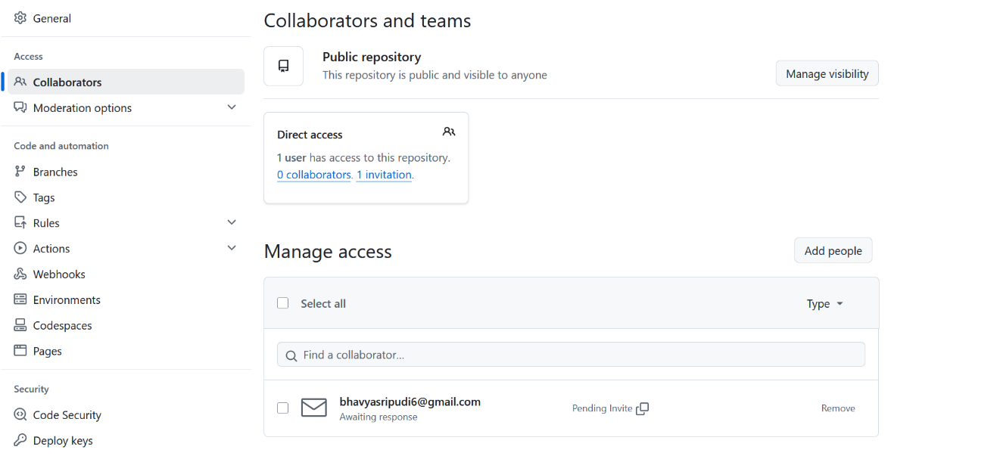 General
Access
Collaborators
Moderation options
Code and automation
Branches
Tags
Rules
Actions
Webhooks
Environments
Codespaces
Pages
Security
Code Security
Deploy keys
Collaborators and teams
Public repository
This repository is public and visible to anyone
Manage visibility
Direct access
1 user has access to this repository.
0 collaborators. 1 invitation.
Manage access
Add people
Select all
Type
Find a collaborator...
bhavyasripudi6@gmail.com
Awaiting response
Pending Invite
Remove